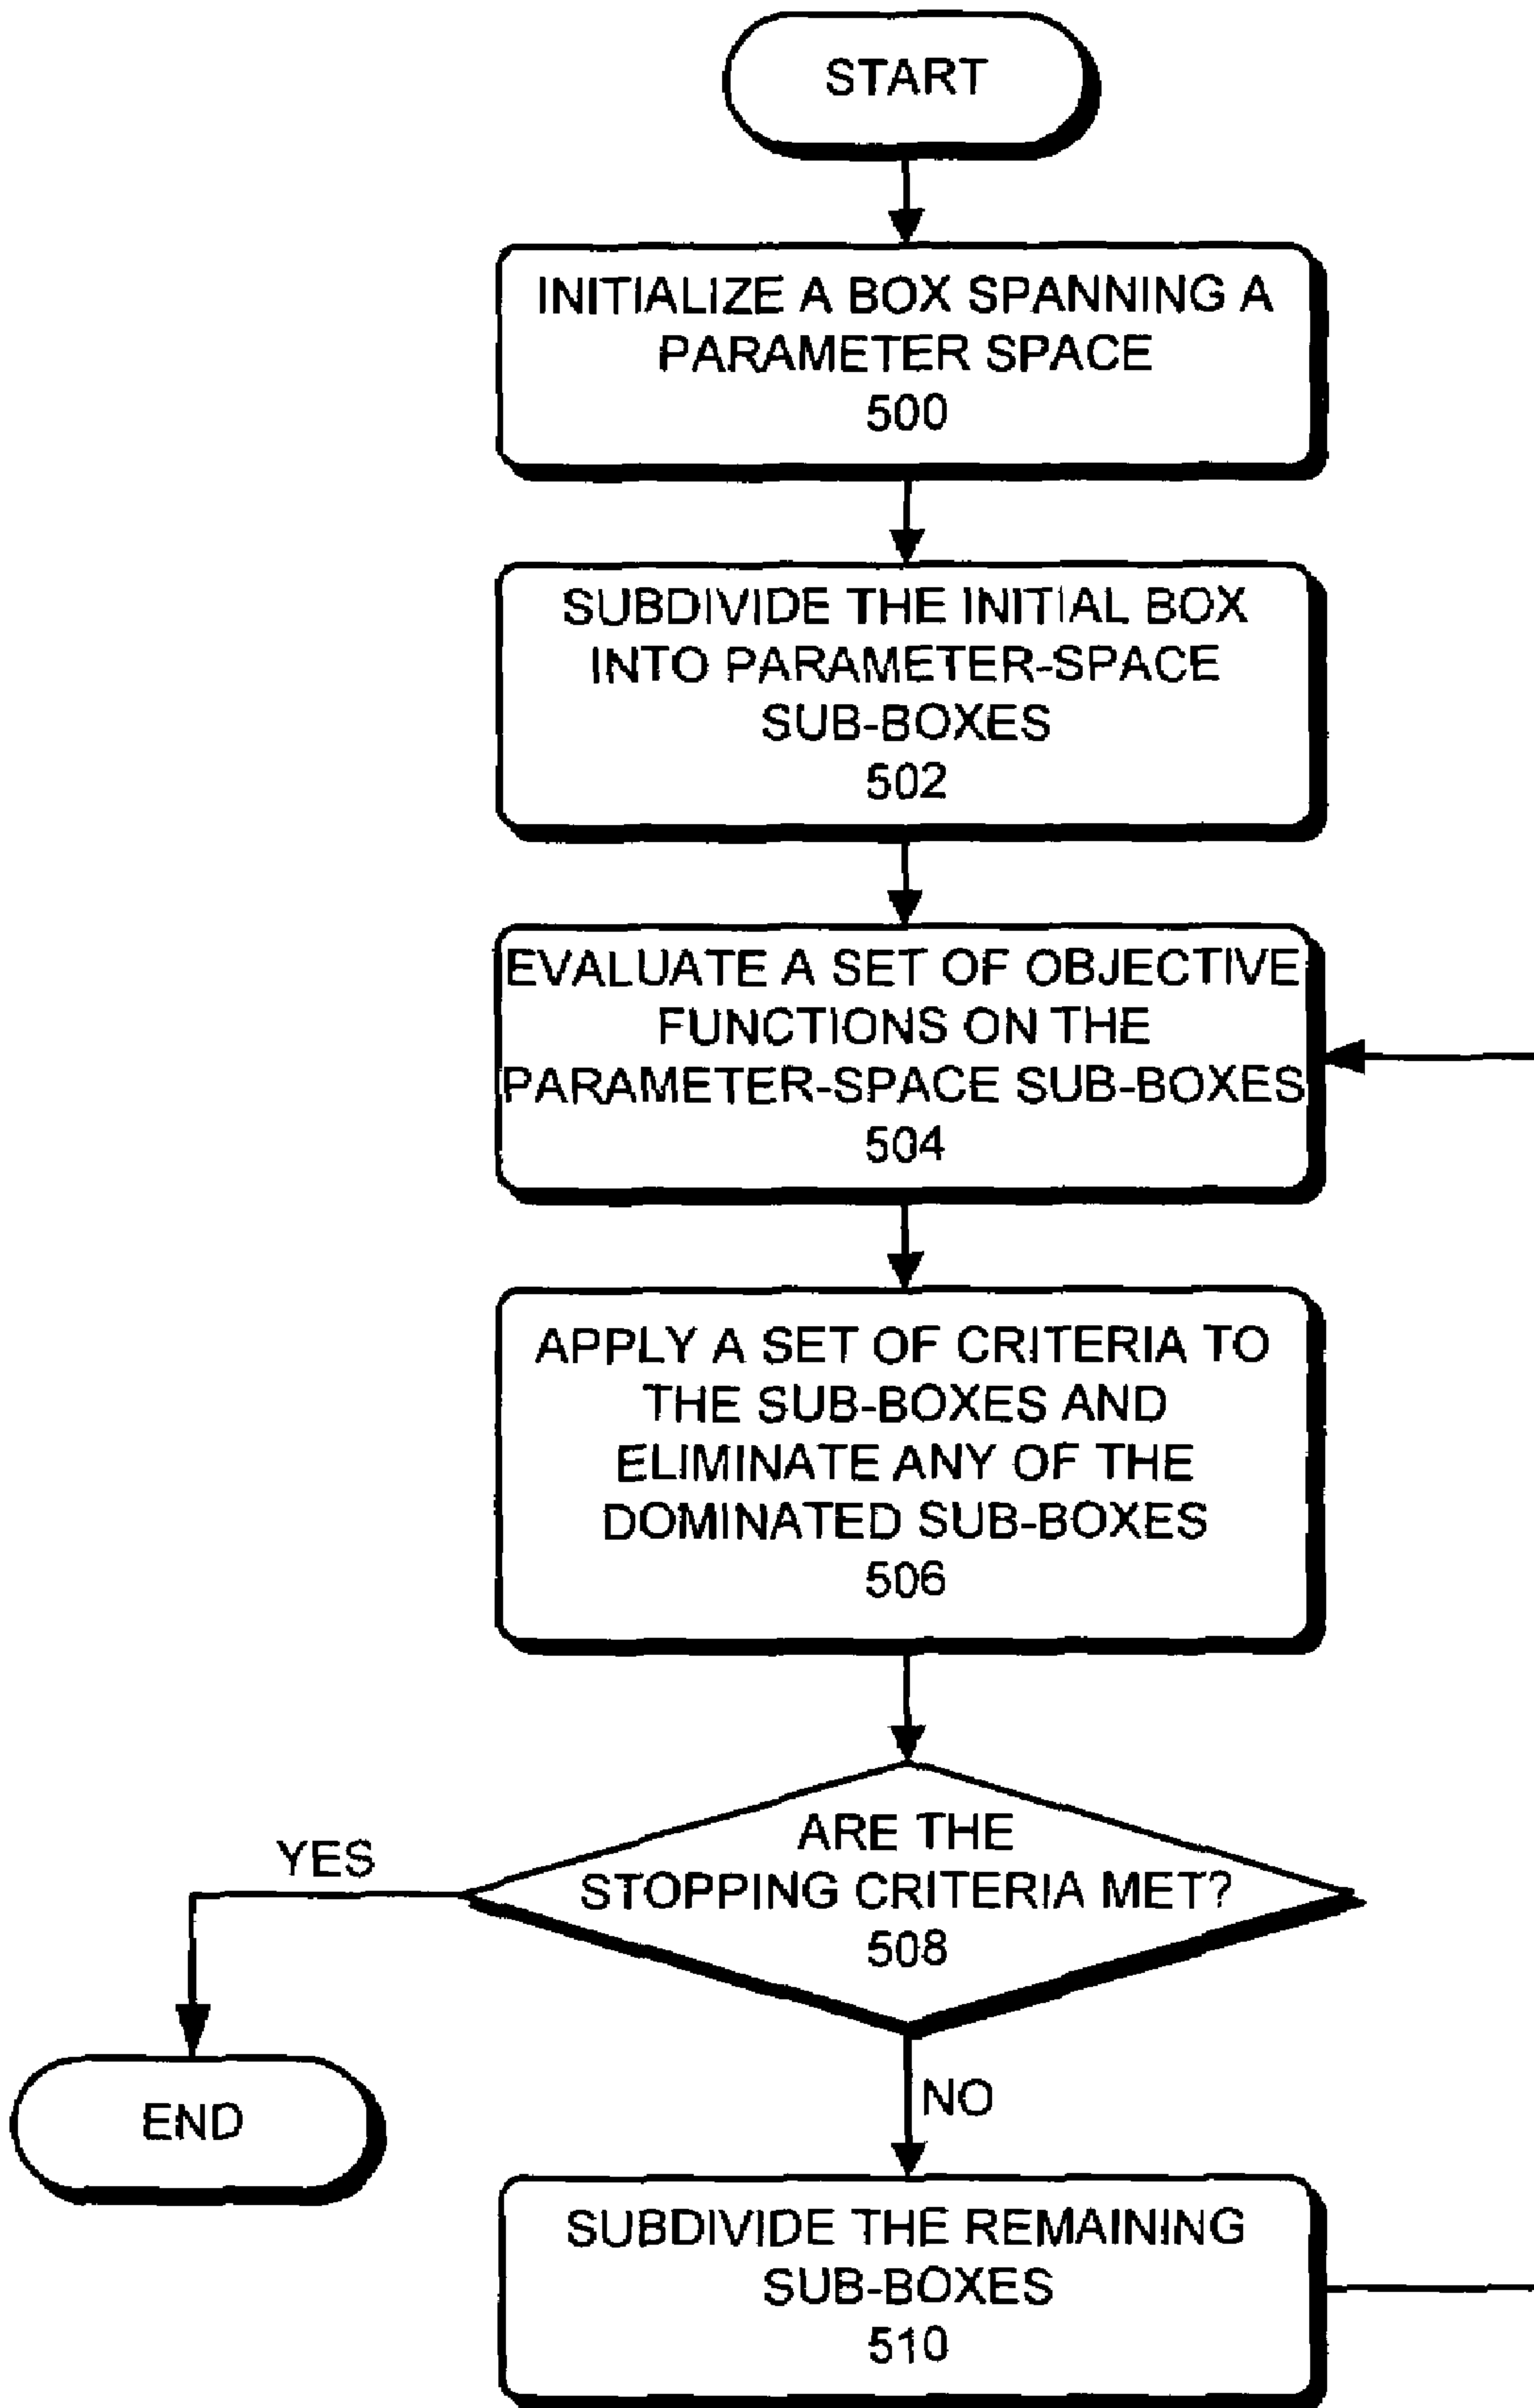 START
INITIALIZE A BOX SPANNING A
PARAMETER SPACE
500
SUBDIVIDE THE INITIAL BOX
INTO PARAMETER-SPACE
SUB-BOXES
502
EVALUATE A SET OF OBJECTIVE
FUNCTIONS ON THE
PARAMETER-SPACE SUB-BOXES
504
APPLY A SET OF CRITERIA TO
THE SUB-BOXES AND
ELIMINATE ANY OF THE
DOMINATED SUB-BOXES
506
ARE THE
STOPPING CRITERIA MET?
508
YES
END
NO
SUBDIVIDE THE REMAINING
SUB-BOXES
510